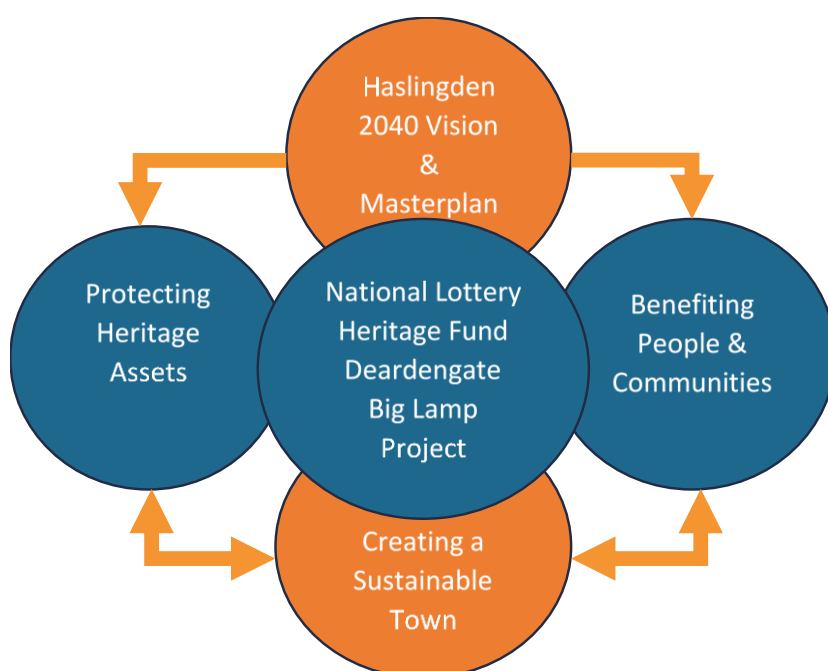 Haslingden
2040 Vision
&
Masterplan
Protecting
Heritage
Assets
National Lottery
Heritage Fund
Deardengate
Big Lamp
Project
Benefiting
People &
Communities
Creating a
Sustainable
Town